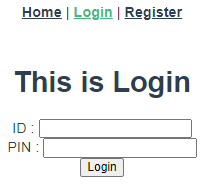 Home | Login | Register
This is Login
ID :
PIN :
Login